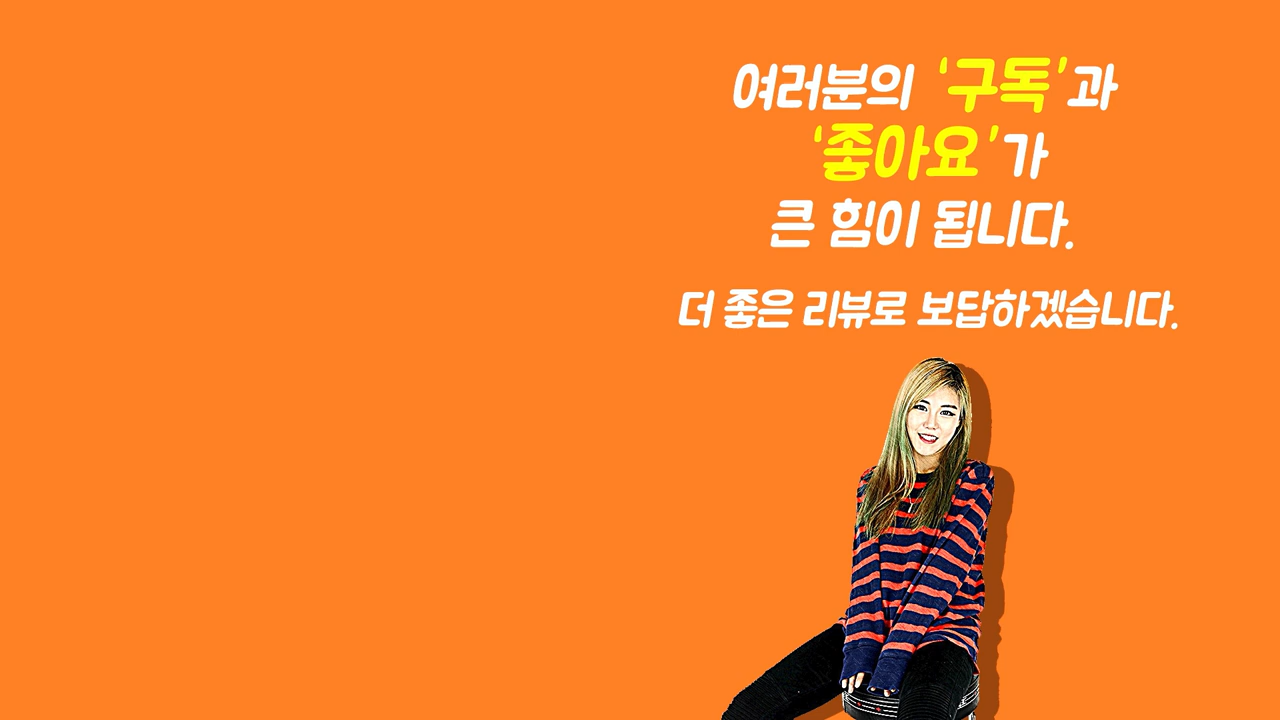 여러분의 '구독'과
'좋아요'가
큰 힘이 됩니다.
더 좋은 리뷰로 보답하겠습니다.